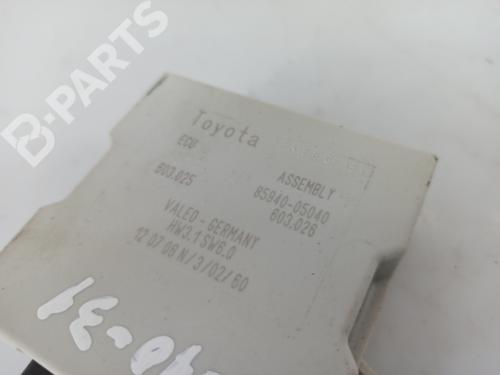 B-PARTS
Toyota
ECU
ASSEMBLY
603.025
85940-05040
603.026
VALEO - GERMANY
HW3.1 SW6.0
12 07 06 N/3/02/60